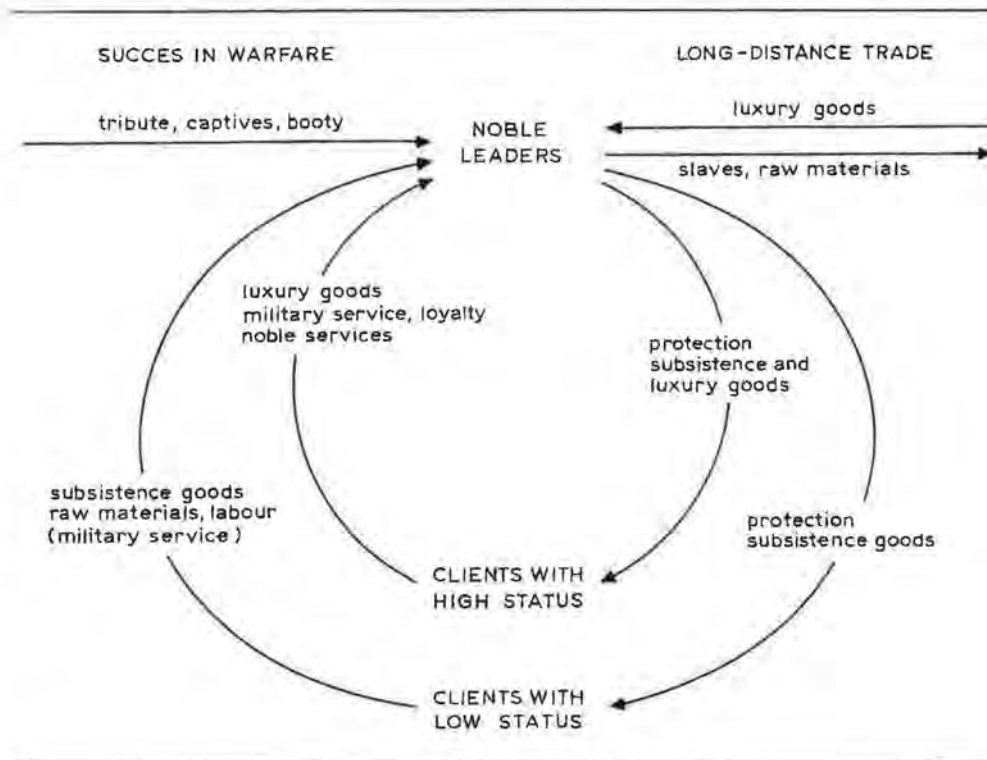 SUCCES IN WARFARE
LONG-DISTANCE TRADE
tribute, captives, booty
NOBLE
LEADERS
luxury goods
slaves, raw materials
luxury goods
military service, loyalty
noble services
protection
subsistence and
luxury goods
subsistence goods
raw materials, labour
(military service)
protection
subsistence goods
CLIENTS WITH
HIGH STATUS
CLIENTS WITH
LOW STATUS